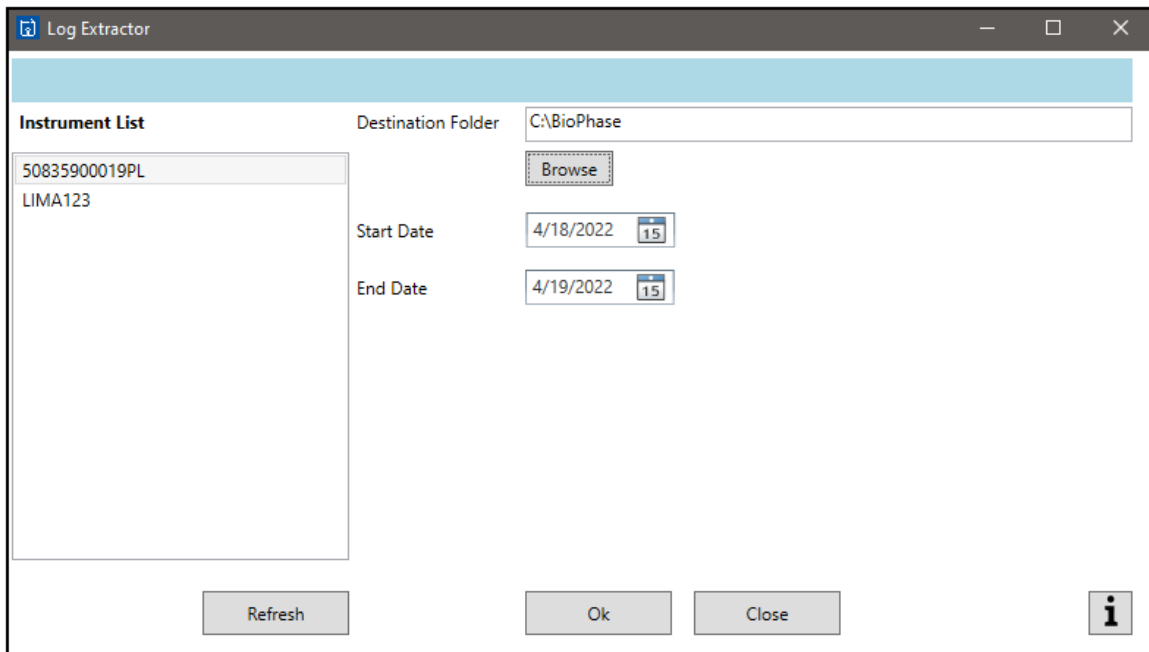 Log Extractor
Instrument List
50835900019PL
LIMA123
Destination Folder C:\BioPhase
Browse
Start Date 4/18/2022 15
End Date 4/19/2022 15
Refresh Ok Close i